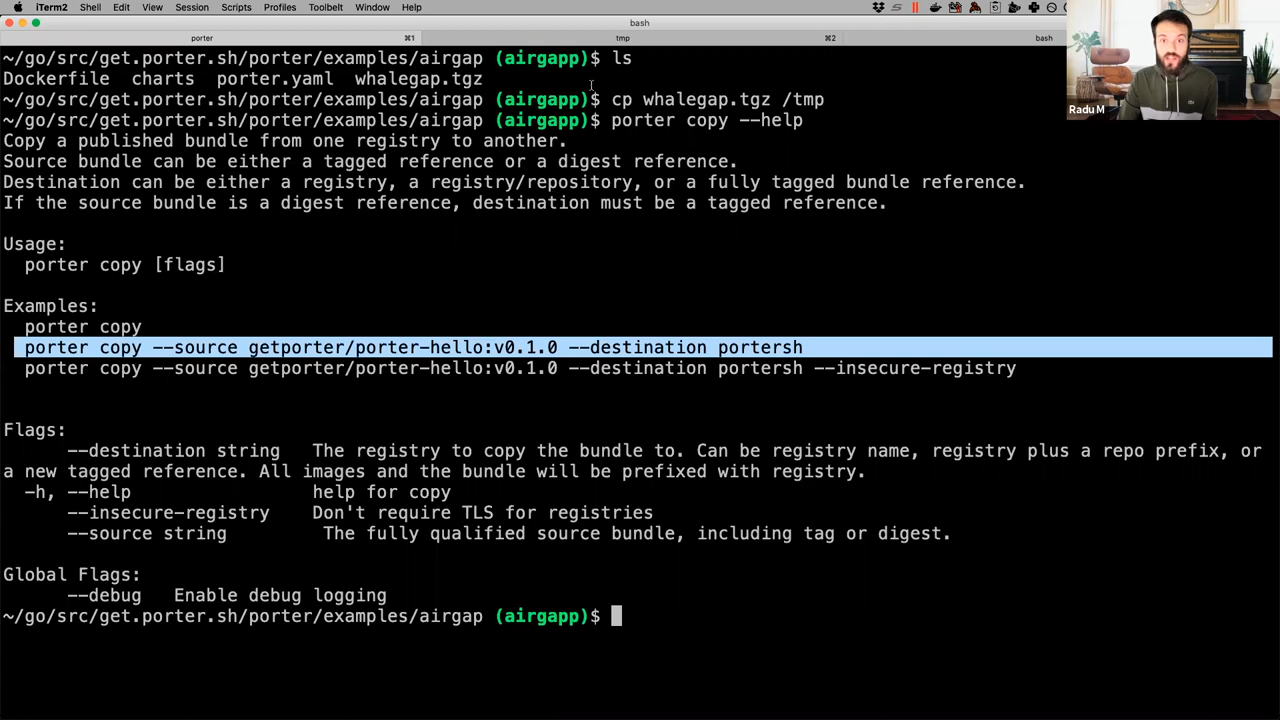 iTerm2 Shell Edit View Session Scripts Profiles Toolbelt Window Help
bash
porter ⌘1 tmp ⌘2 bash
~/go/src/get.porter.sh/porter/examples/airgap (airgapp)$ ls
Dockerfile charts porter.yaml whalegap.tgz
~/go/src/get.porter.sh/porter/examples/airgap (airgapp)$ cp whalegap.tgz /tmp
~/go/src/get.porter.sh/porter/examples/airgap (airgapp)$ porter copy --help
Copy a published bundle from one registry to another.
Source bundle can be either a tagged reference or a digest reference.
Destination can be either a registry, a registry/repository, or a fully tagged bundle reference.
If the source bundle is a digest reference, destination must be a tagged reference.
Usage:
porter copy [flags]
Examples:
porter copy
porter copy --source getporter/porter-hello:v0.1.0 --destination portersh
porter copy --source getporter/porter-hello:v0.1.0 --destination portersh --insecure-registry
Flags:
--destination string The registry to copy the bundle to. Can be registry name, registry plus a repo prefix, or
a new tagged reference. All images and the bundle will be prefixed with registry.
-h, --help help for copy
--insecure-registry Don't require TLS for registries
--source string The fully qualified source bundle, including tag or digest.
Global Flags:
--debug Enable debug logging
~/go/src/get.porter.sh/porter/examples/airgap (airgapp)$
Radu M